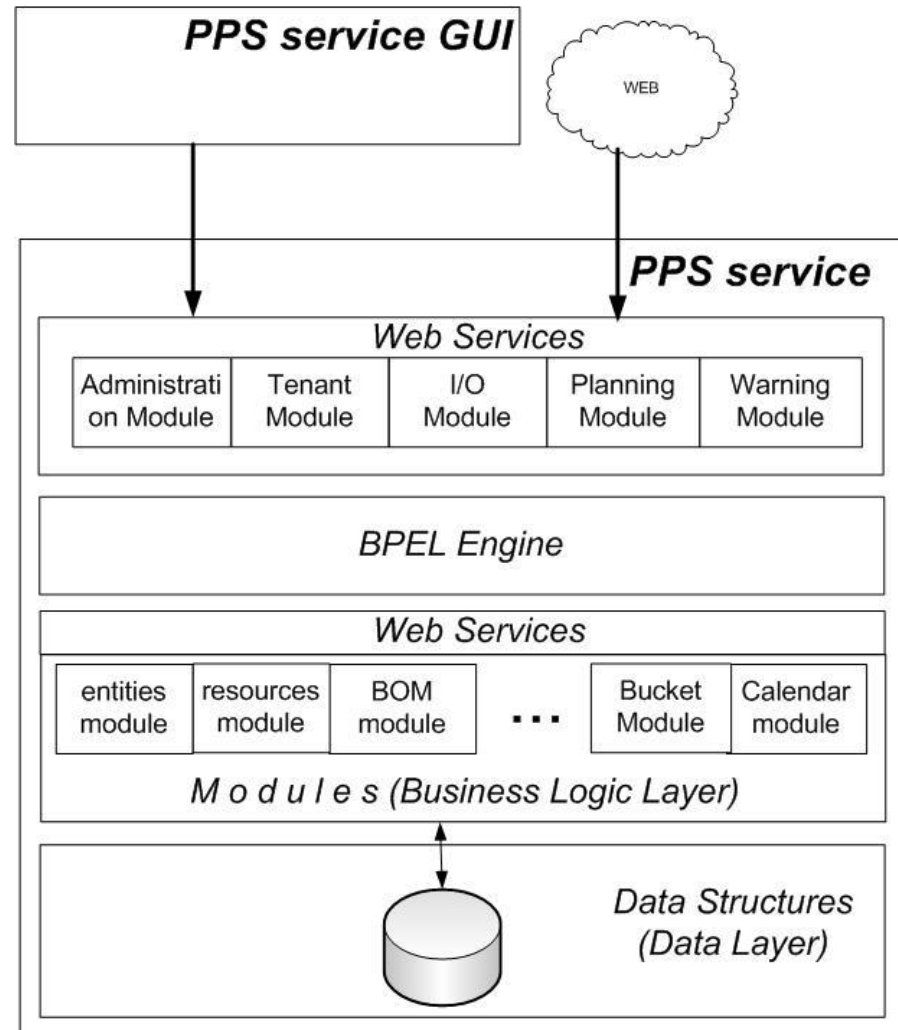 PPS service GUI
WEB
PPS service
Web Services
Administrati
on Module
Tenant
Module
I/O
Module
Planning
Module
Warning
Module
BPEL Engine
Web Services
entities
module
resources
module
BOM
module
...
Bucket
Module
Calendar
module
M o d u l e s (Business Logic Layer)
Data Structures
(Data Layer)